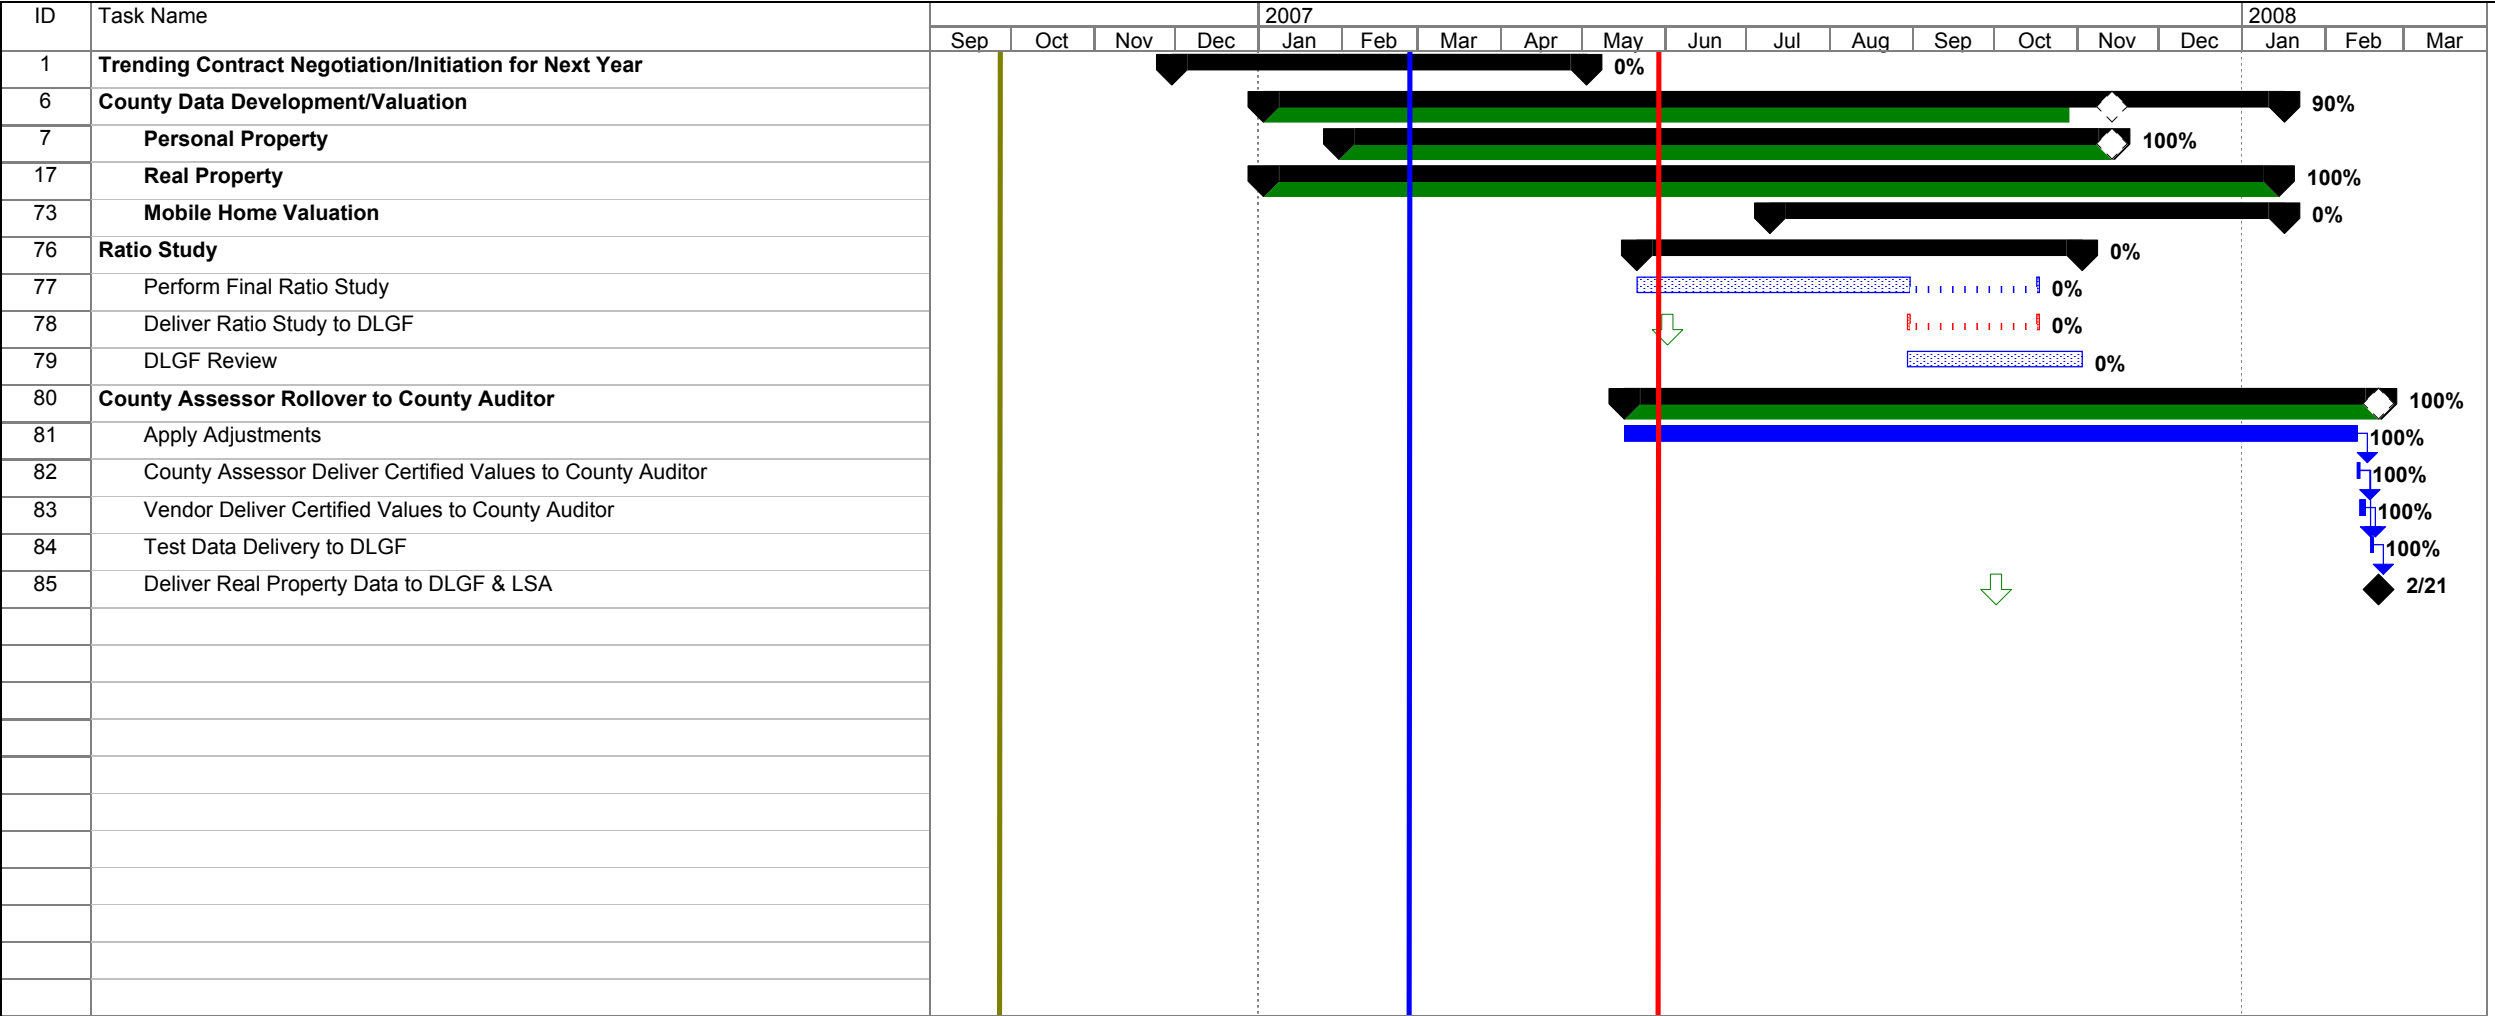 ID Task Name 2007 2008
Sep Oct Nov Dec Jan Feb Mar Apr May Jun Jul Aug Sep Oct Nov Dec Jan Feb Mar
1 Trending Contract Negotiation/Initiation for Next Year 0%
6 County Data Development/Valuation 90%
7 Personal Property 100%
17 Real Property 100%
73 Mobile Home Valuation 0%
76 Ratio Study 0%
77 Perform Final Ratio Study 0%
78 Deliver Ratio Study to DLGF 0%
79 DLGF Review 0%
80 County Assessor Rollover to County Auditor 100%
81 Apply Adjustments 100%
82 County Assessor Deliver Certified Values to County Auditor 100%
83 Vendor Deliver Certified Values to County Auditor 100%
84 Test Data Delivery to DLGF 100%
85 Deliver Real Property Data to DLGF & LSA 2/21